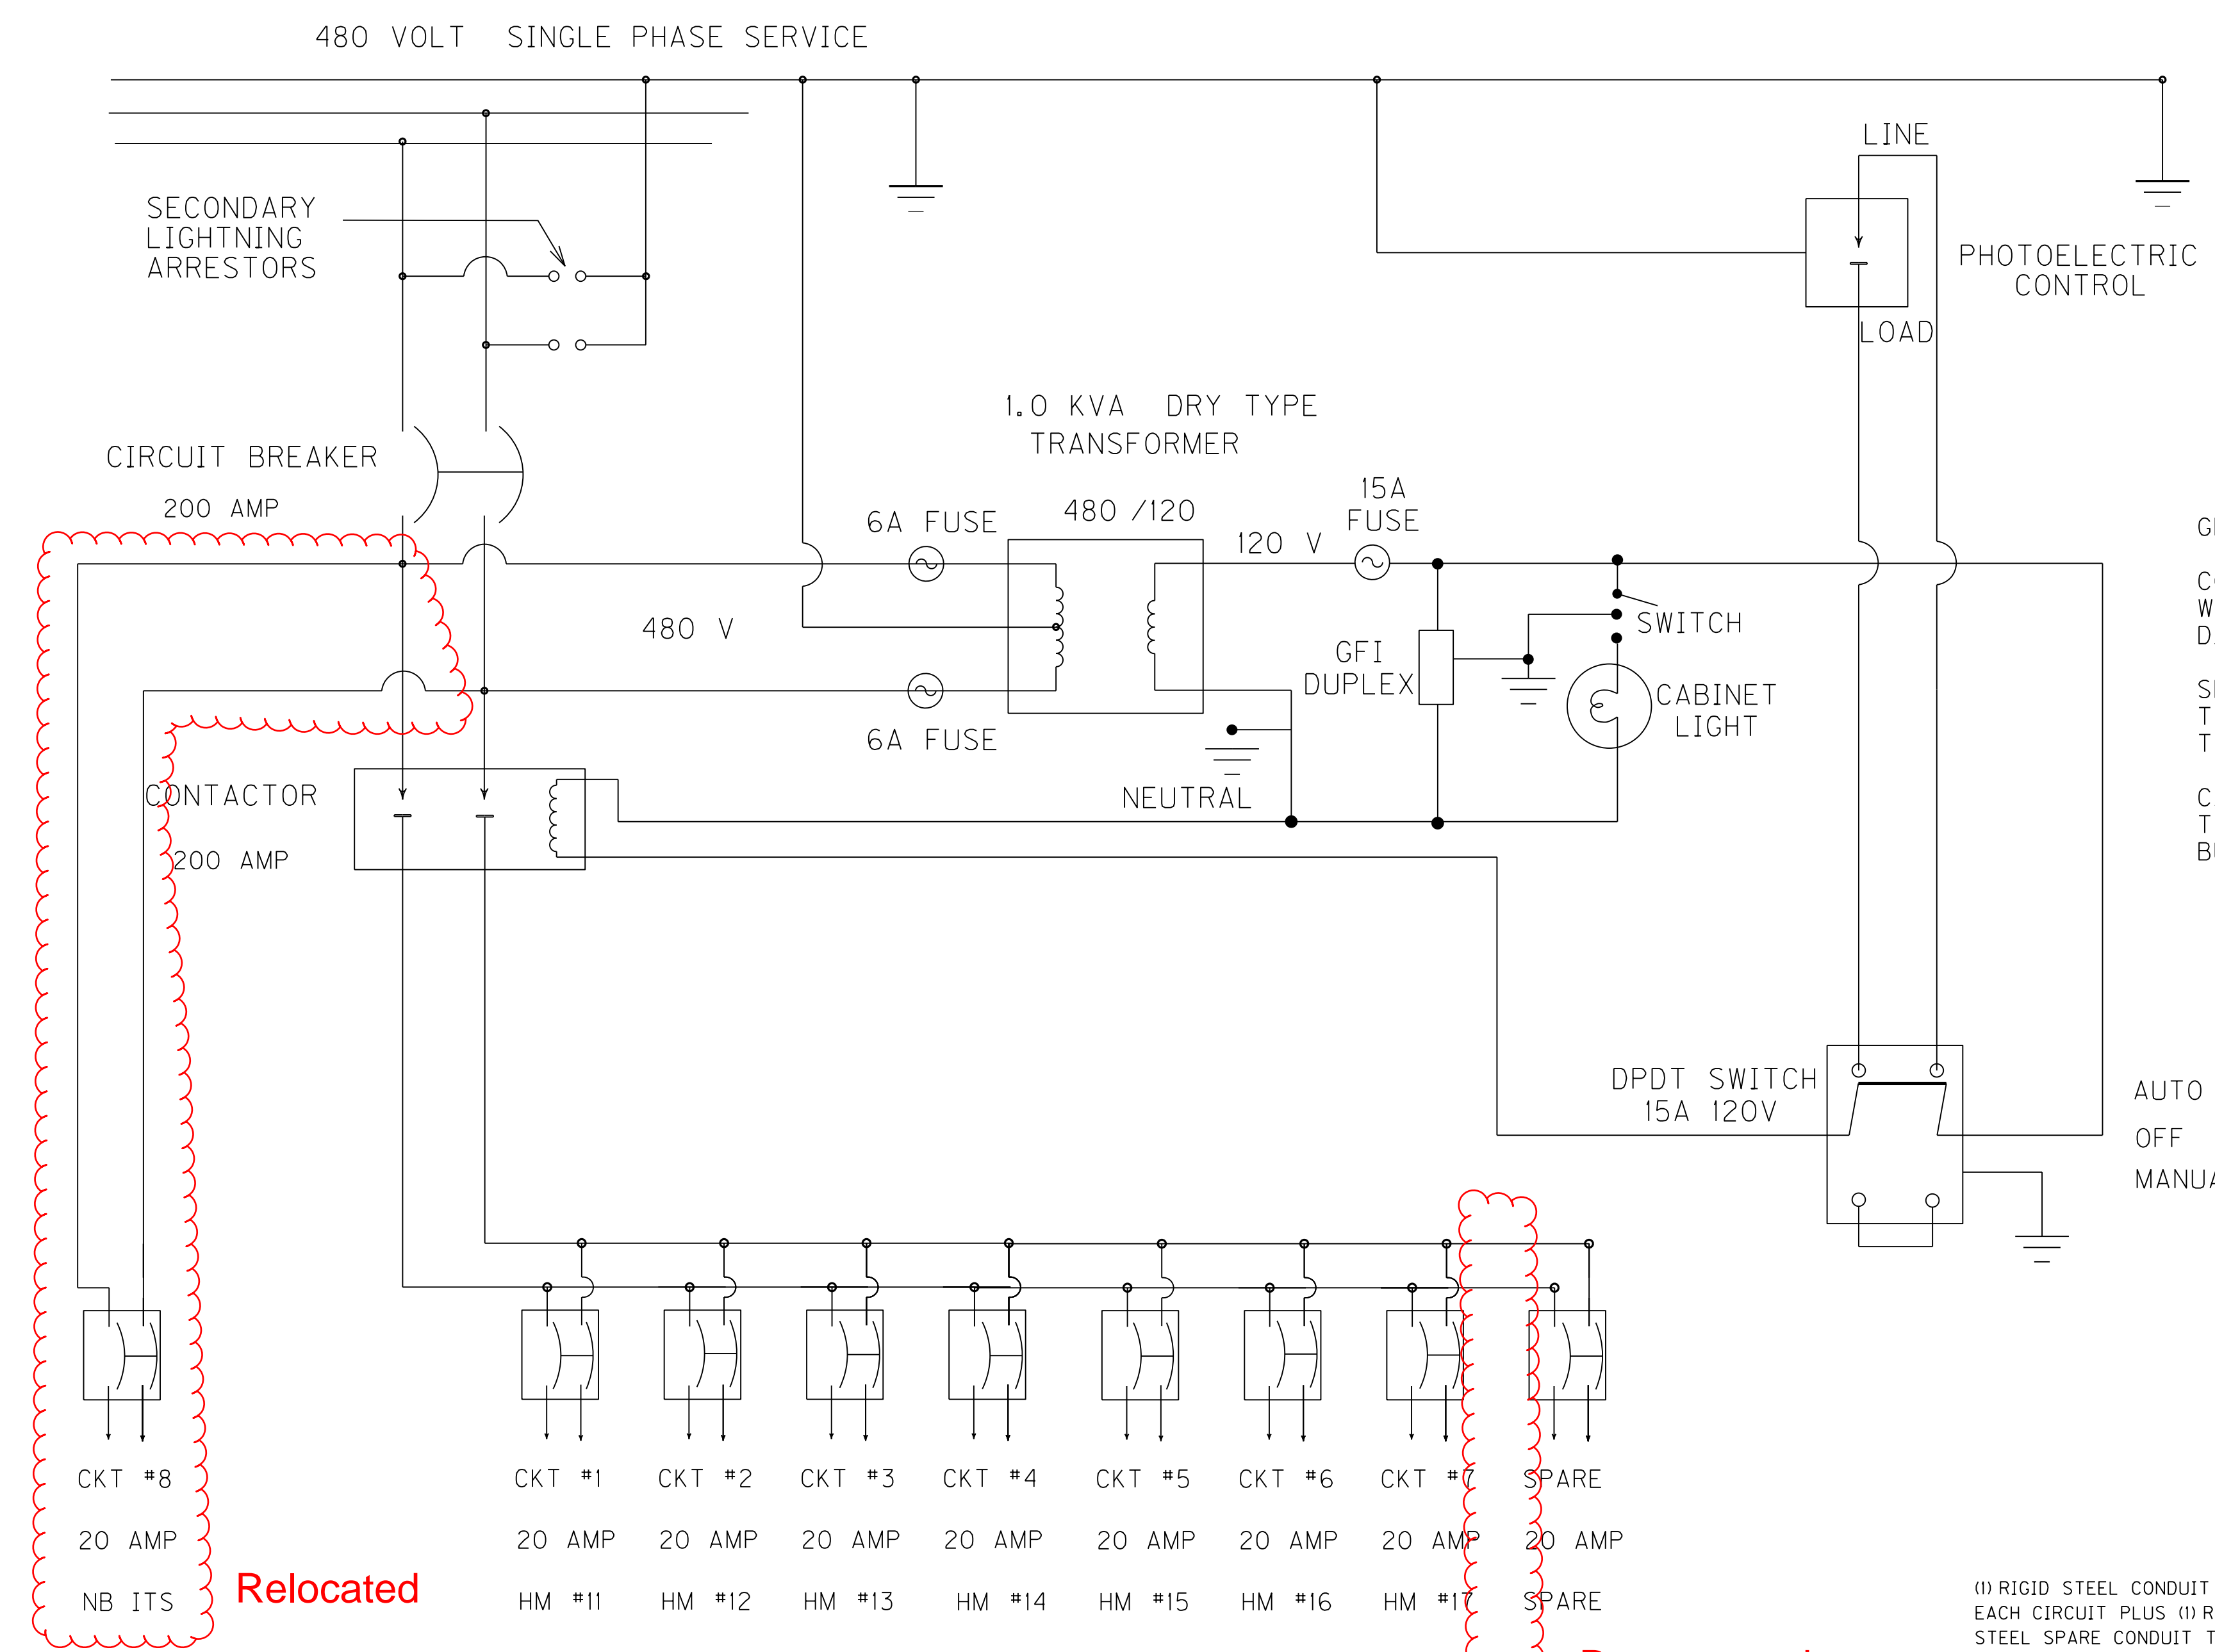 480 VOLT SINGLE PHASE SERVICE
LINE
SECONDARY
LIGHTNING
ARRESTORS
PHOTOELECTRIC
CONTROL
LOAD
1.0 KVA DRY TYPE
TRANSFORMER
CIRCUIT BREAKER
200 AMP
6A FUSE
480 /120
120 V
15A
FUSE
480 V
GFI
DUPLEX
SWITCH
CABINET
LIGHT
6A FUSE
NEUTRAL
CONTACTOR
200 AMP
DPDT SWITCH
15A 120V
AUTO
OFF
CKT #8
20 AMP
NB ITS
Relocated
CKT #1
20 AMP
HM #11
CKT #2
20 AMP
HM #12
CKT #3
20 AMP
HM #13
CKT #4
20 AMP
HM #14
CKT #5
20 AMP
HM #15
CKT #6
20 AMP
HM #16
CKT #7
20 AMP
HM #17
SPARE
20 AMP
SPARE
(1) RIGID STEEL CONDUIT
EACH CIRCUIT PLUS (1) R
STEEL SPARE CONDUIT T